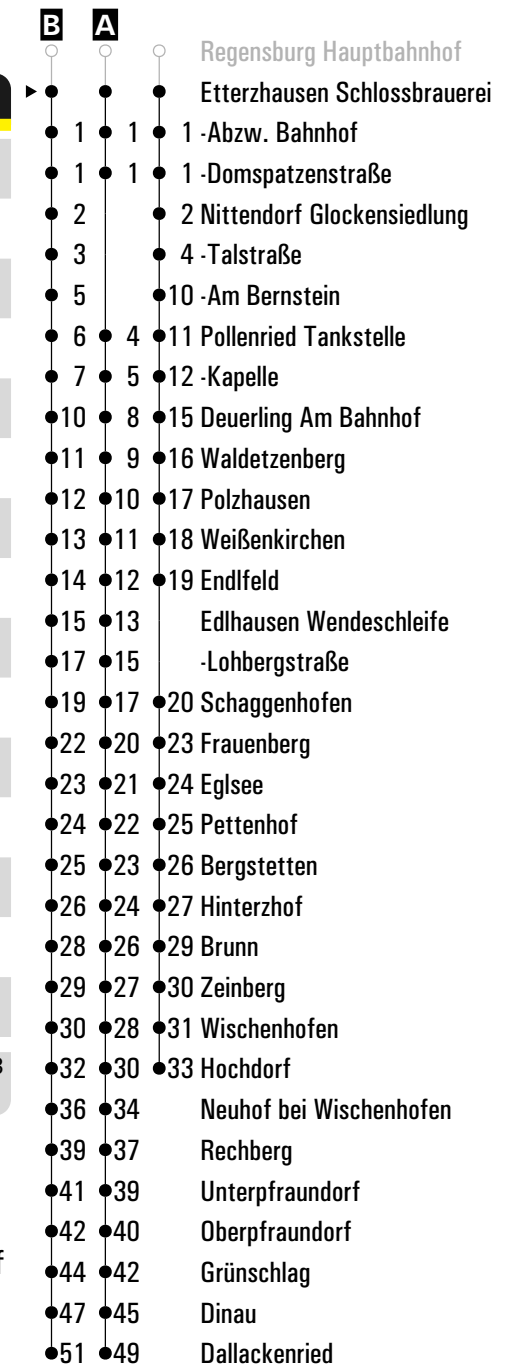 B A
Regensburg Hauptbahnhof
Etterzhausen Schlossbrauerei
1 1 1 -Abzw. Bahnhof
1 1 1 -Domspatzenstraße
2 2 Nittendorf Glockensiedlung
3 4 -Talstraße
5 10 -Am Bernstein
6 4 11 Pollenried Tankstelle
7 5 12 -Kapelle
10 8 15 Deuerling Am Bahnhof
11 9 16 Waldetzenberg
12 10 17 Polzhausen
13 11 18 Weißenkirchen
14 12 19 Endlfeld
15 13 Edlhausen Wendeschleife
17 15 -Lohbergstraße
19 17 20 Schaggenhofen
22 20 23 Frauenberg
23 21 24 Eglsee
24 22 25 Pettenhof
25 23 26 Bergstetten
26 24 27 Hinterzhof
28 26 29 Brunn
29 27 30 Zeinberg
30 28 31 Wischenhofen
32 30 33 Hochdorf
36 34 Neuhof bei Wischenhofen
39 37 Rechberg
41 39 Unterpfraundorf
42 40 Oberpfraundorf
44 42 Grünschlag
47 45 Dinau
51 49 Dallackenried